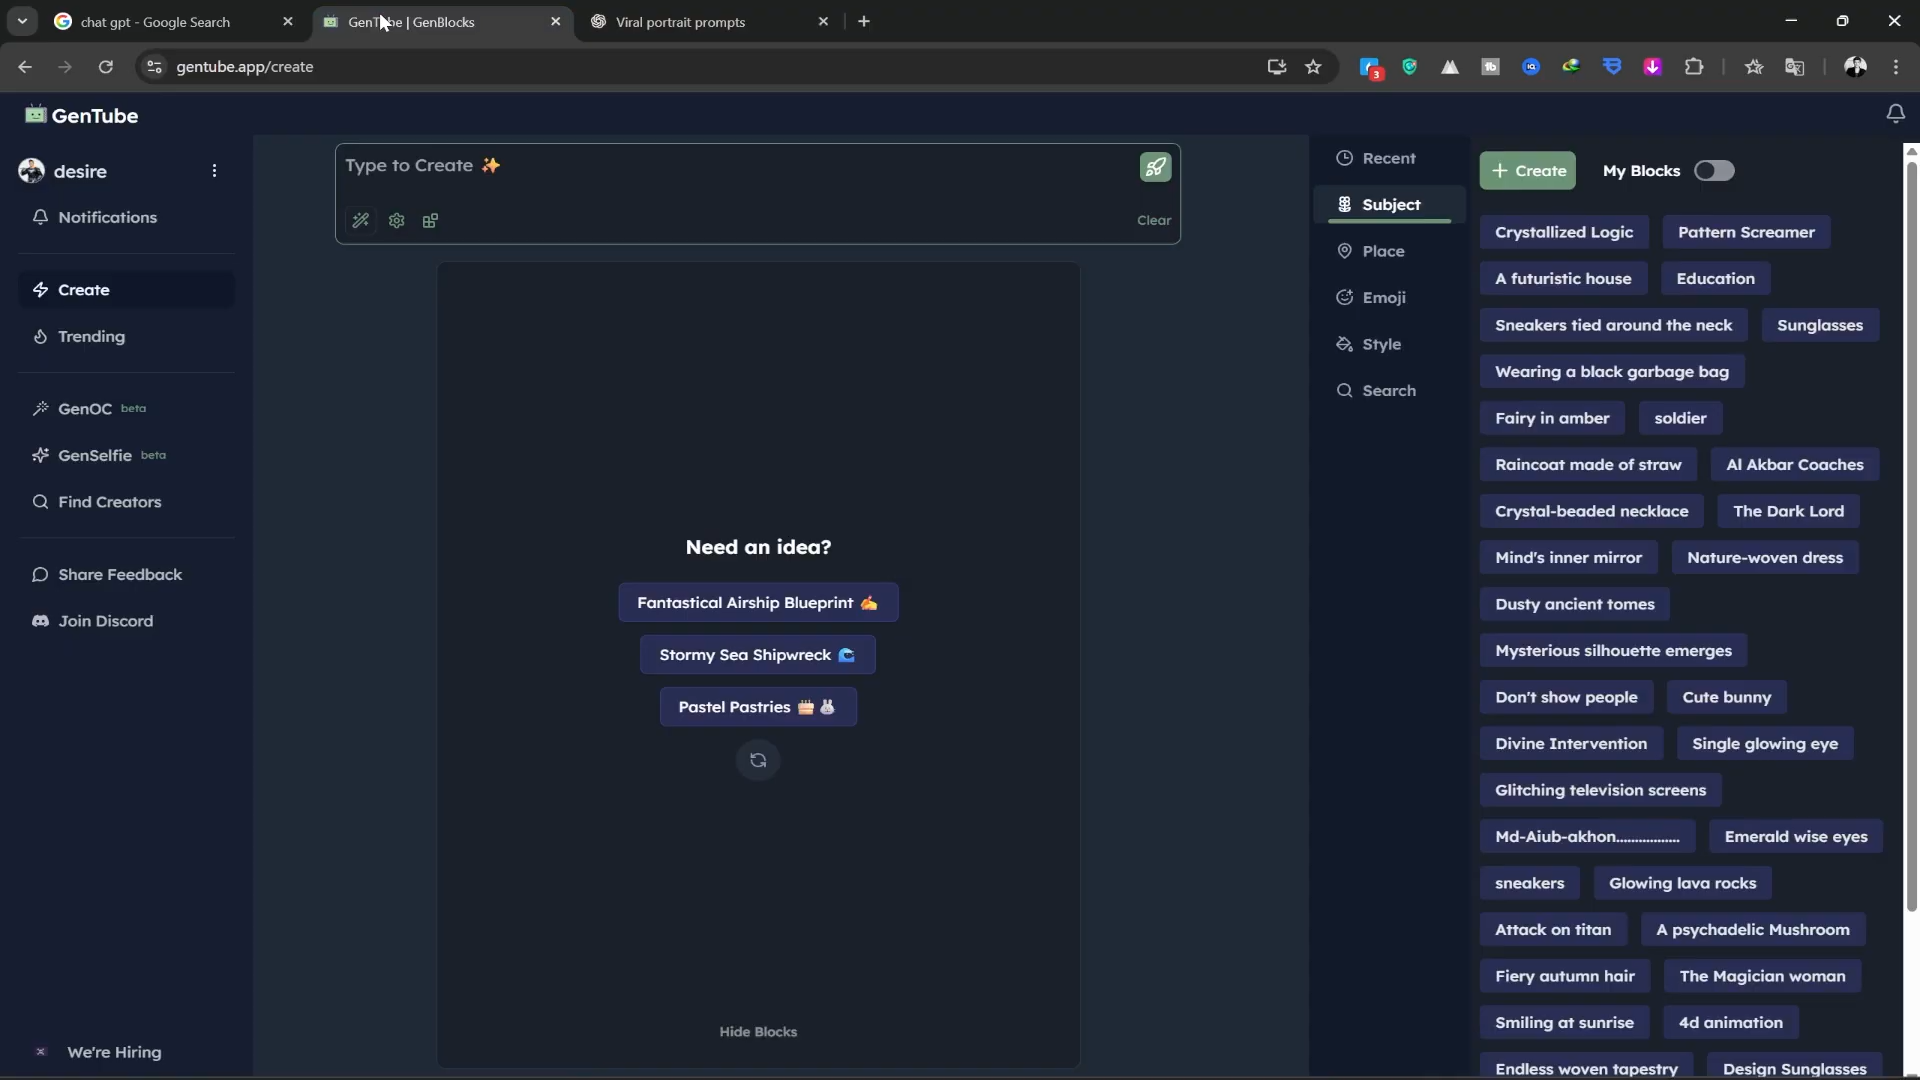 chat gpt - Google Search
GenTube | GenBlocks
Viral portrait prompts
gentube.app/create
3
GenTube
desire
Notifications
Create
Trending
GenOC beta
GenSelfie beta
Find Creators
Share Feedback
Join Discord
We're Hiring
Type to Create ✨
Clear
Need an idea?
Fantastical Airship Blueprint ✍
Stormy Sea Shipwreck 🌊
Pastel Pastries 🎂🐰
Hide Blocks
Recent
Subject
Place
Emoji
Style
Search
+ Create My Blocks
Crystallized Logic Pattern Screamer
A futuristic house Education
Sneakers tied around the neck Sunglasses
Wearing a black garbage bag
Fairy in amber soldier
Raincoat made of straw Al Akbar Coaches
Crystal-beaded necklace The Dark Lord
Mind's inner mirror Nature-woven dress
Dusty ancient tomes
Mysterious silhouette emerges
Don't show people Cute bunny
Divine Intervention Single glowing eye
Glitching television screens
Md-Aiub-akhon................. Emerald wise eyes
sneakers Glowing lava rocks
Attack on titan A psychadelic Mushroom
Fiery autumn hair The Magician woman
Smiling at sunrise 4d animation
Endless woven tapestry Design Sunglasses